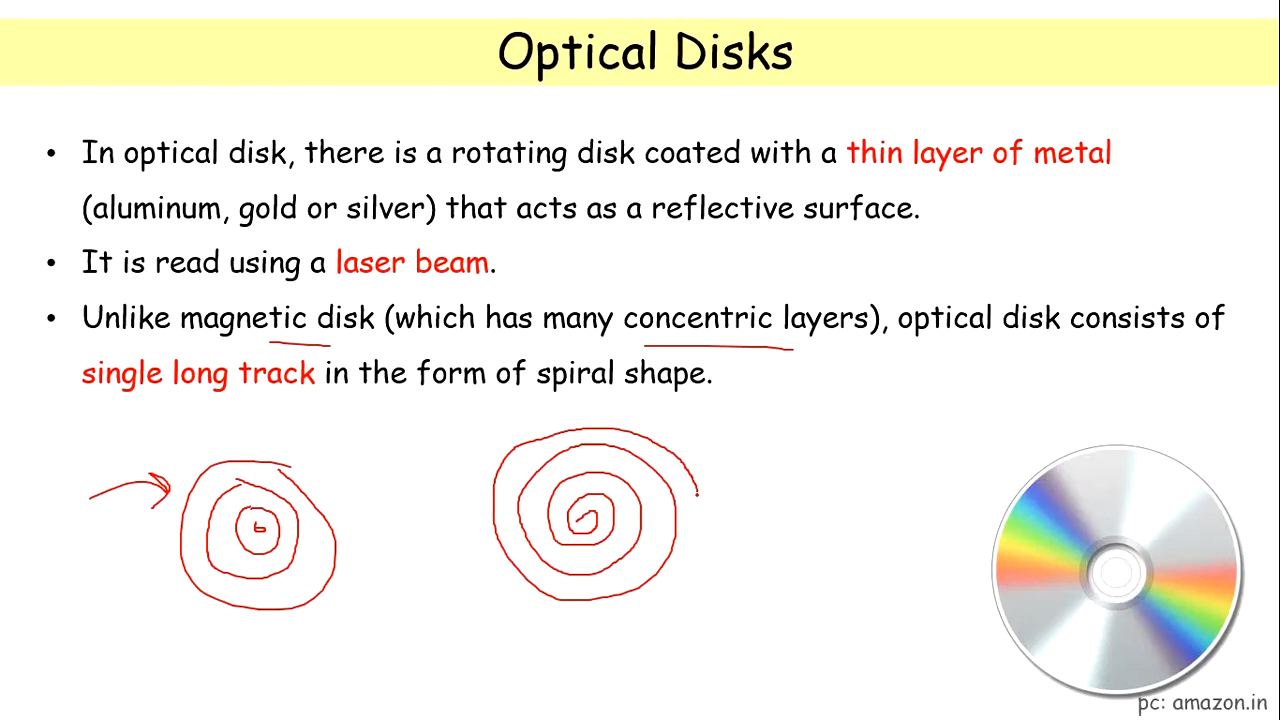 Optical Disks
• In optical disk, there is a rotating disk coated with a thin layer of metal
(aluminum, gold or silver) that acts as a reflective surface.
• It is read using a laser beam.
• Unlike magnetic disk (which has many concentric layers), optical disk consists of
single long track in the form of spiral shape.
pc: amazon.in